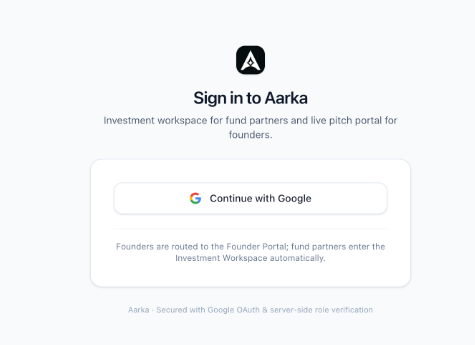 Sign in to Aarka
Investment workspace for fund partners and live pitch portal for
founders.
Continue with Google
Founders are routed to the Founder Portal; fund partners enter the
Investment Workspace automatically.
Aarka · Secured with Google OAuth & server-side role verification